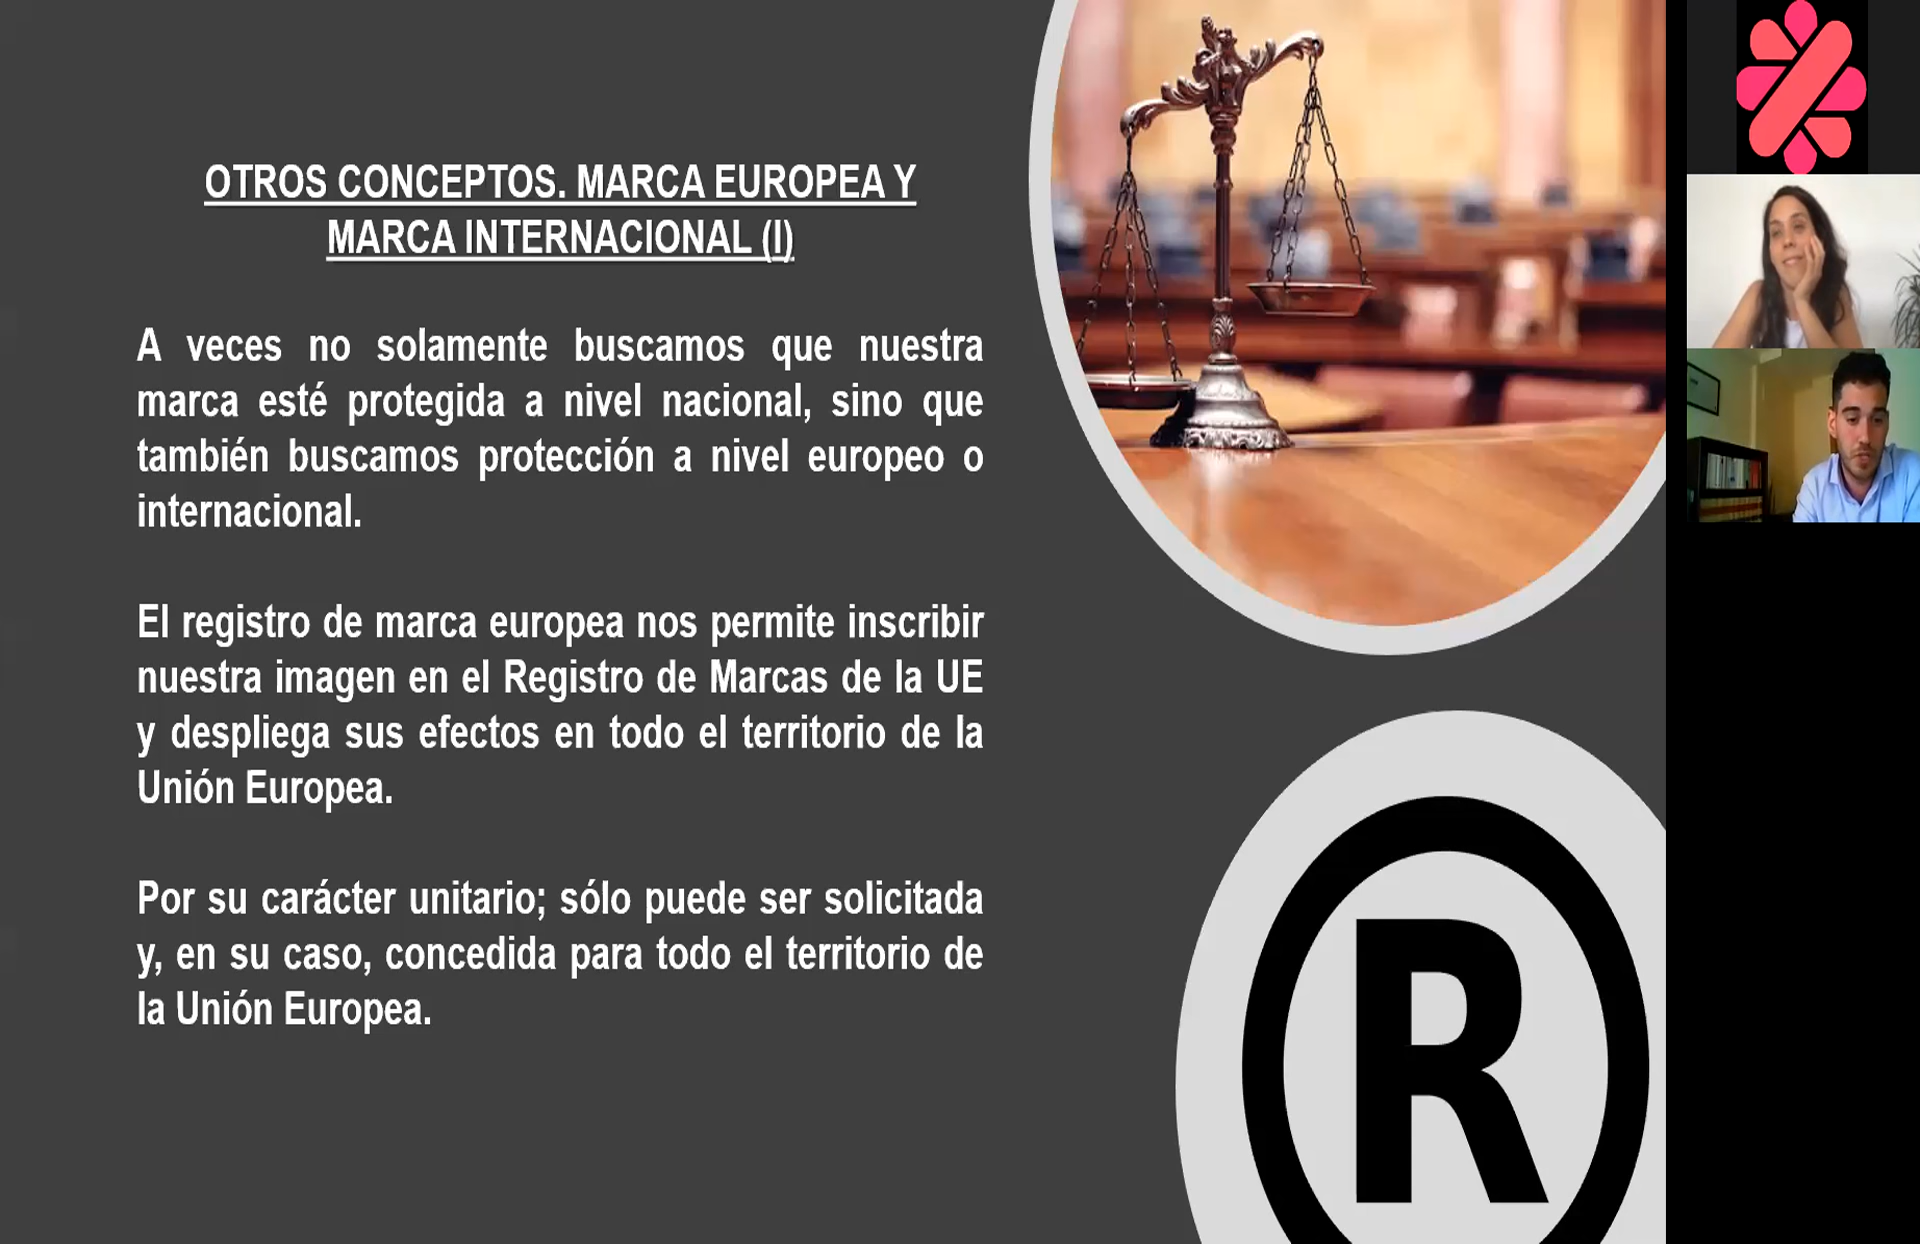 OTROS CONCEPTOS. MARCA EUROPEA Y
MARCA INTERNACIONAL (I)
A veces no solamente buscamos que nuestra
marca esté protegida a nivel nacional, sino que
también buscamos protección a nivel europeo o
internacional.
El registro de marca europea nos permite inscribir
nuestra imagen en el Registro de Marcas de la UE
y despliega sus efectos en todo el territorio de la
Unión Europea.
Por su carácter unitario; sólo puede ser solicitada
y, en su caso, concedida para todo el territorio de
la Unión Europea.
R